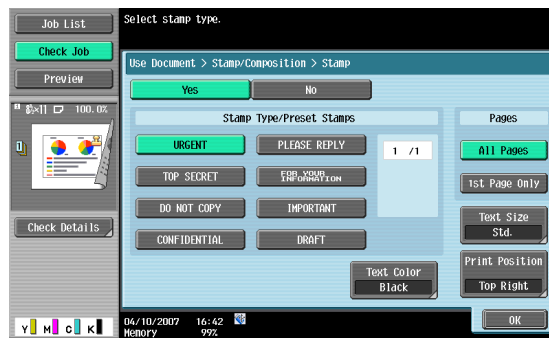 Job List
Check Job
Preview
8½×11 100.0%
Check Details
Y M C K
Select stamp type.
Use Document > Stamp/Composition > Stamp
Yes No
Stamp Type/Preset Stamps
URGENT PLEASE REPLY
TOP SECRET FOR YOUR INFORMATION
DO NOT COPY IMPORTANT
CONFIDENTIAL DRAFT
1 /1
Text Color
Black
Pages
All Pages
1st Page Only
Text Size
Std.
Print Position
Top Right
04/10/2007 16:42
Memory 99%
OK